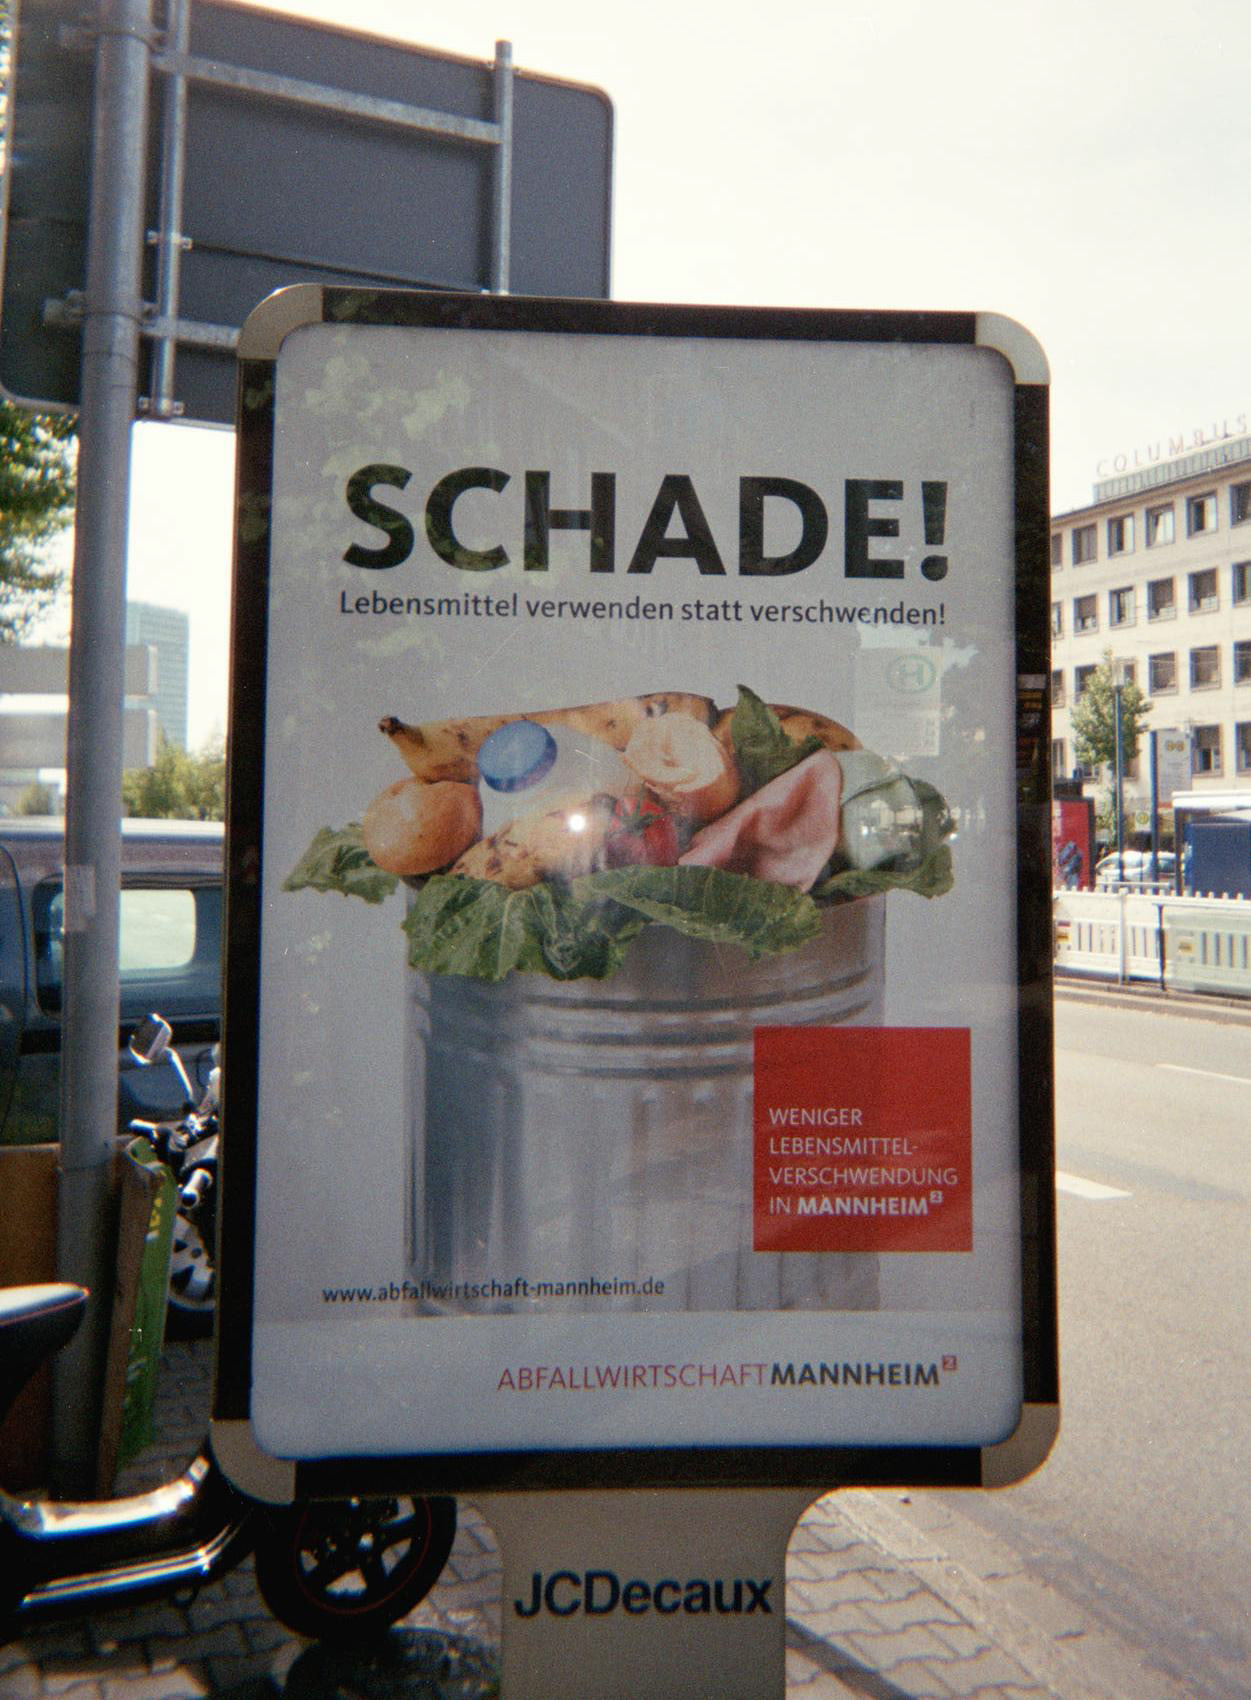 COLUMBUS
SCHADE!
Lebensmittel verwenden statt verschwenden!
H
WENIGER
LEBENSMITTEL-
VERSCHWENDUNG
IN MANNHEIM²
www.abfallwirtschaft-mannheim.de
ABFALLWIRTSCHAFTMANNHEIM²
JCDecaux